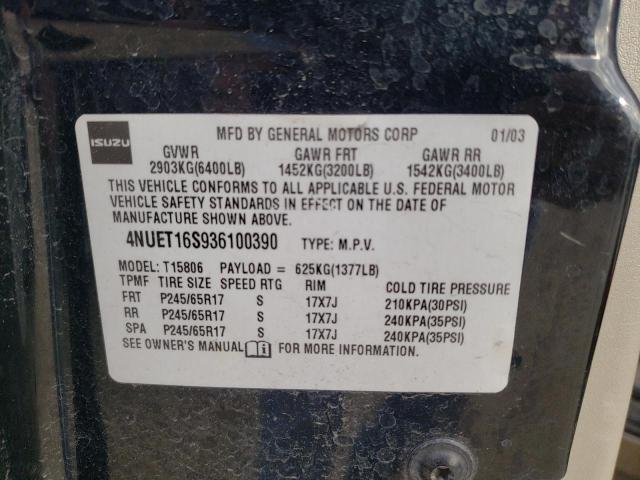 ISUZU
MFD BY GENERAL MOTORS CORP 01/03
GVWR GAWR FRT GAWR RR
2903KG(6400LB) 1452KG(3200LB) 1542KG(3400LB)
THIS VEHICLE CONFORMS TO ALL APPLICABLE U.S. FEDERAL MOTOR
VEHICLE SAFETY STANDARDS IN EFFECT ON THE DATE OF
MANUFACTURE SHOWN ABOVE.
4NUET16S936100390 TYPE: M.P.V.
MODEL: T15806 PAYLOAD = 625KG(1377LB)
TPMF TIRE SIZE SPEED RTG RIM COLD TIRE PRESSURE
FRT P245/65R17 S 17X7J 210KPA(30PSI)
RR P245/65R17 S 17X7J 240KPA(35PSI)
SPA P245/65R17 S 17X7J 240KPA(35PSI)
SEE OWNER'S MANUAL FOR MORE INFORMATION.